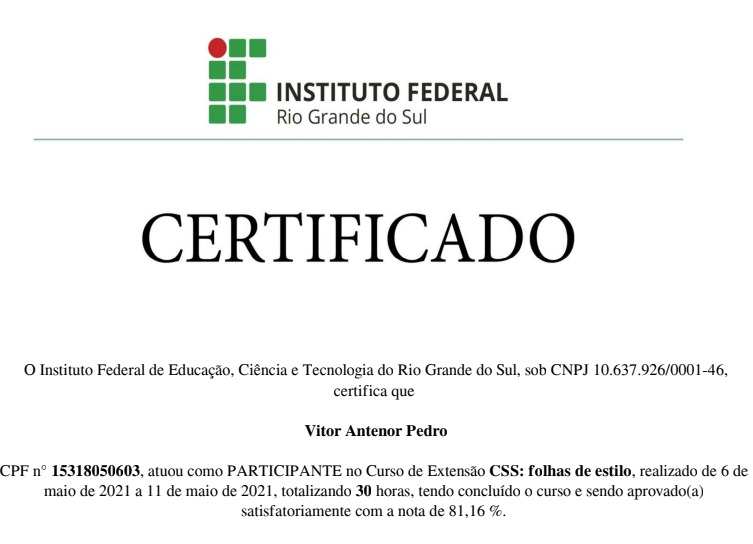 INSTITUTO FEDERAL
Rio Grande do Sul
CERTIFICADO
O Instituto Federal de Educação, Ciência e Tecnologia do Rio Grande do Sul, sob CNPJ 10.637.926/0001-46,
certifica que
Vitor Antenor Pedro
CPF n° 15318050603, atuou como PARTICIPANTE no Curso de Extensão CSS: folhas de estilo, realizado de 6 de
maio de 2021 a 11 de maio de 2021, totalizando 30 horas, tendo concluído o curso e sendo aprovado(a)
satisfatoriamente com a nota de 81,16 %.